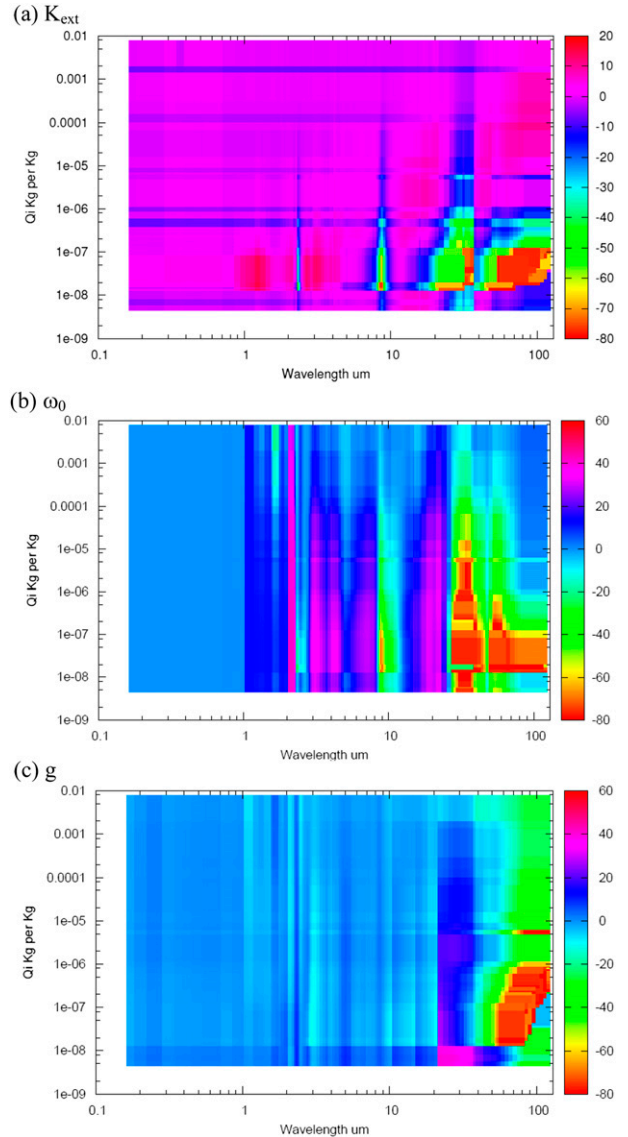 (a) K_ext
0.01
0.001
0.0001
1e-05
1e-06
1e-07
1e-08
1e-09
Qi Kg per Kg
0.1 1 10 100
Wavelength um
20
10
0
-10
-20
-30
-40
-50
-60
-70
-80
(b) ω₀
0.01
0.001
0.0001
1e-05
1e-06
1e-07
1e-08
1e-09
Qi Kg per Kg
0.1 1 10 100
Wavelength um
60
40
20
0
-20
-40
-60
-80
(c) g
0.01
0.001
0.0001
1e-05
1e-06
1e-07
1e-08
1e-09
Qi Kg per Kg
0.1 1 10 100
Wavelength um
60
40
20
0
-20
-40
-60
-80